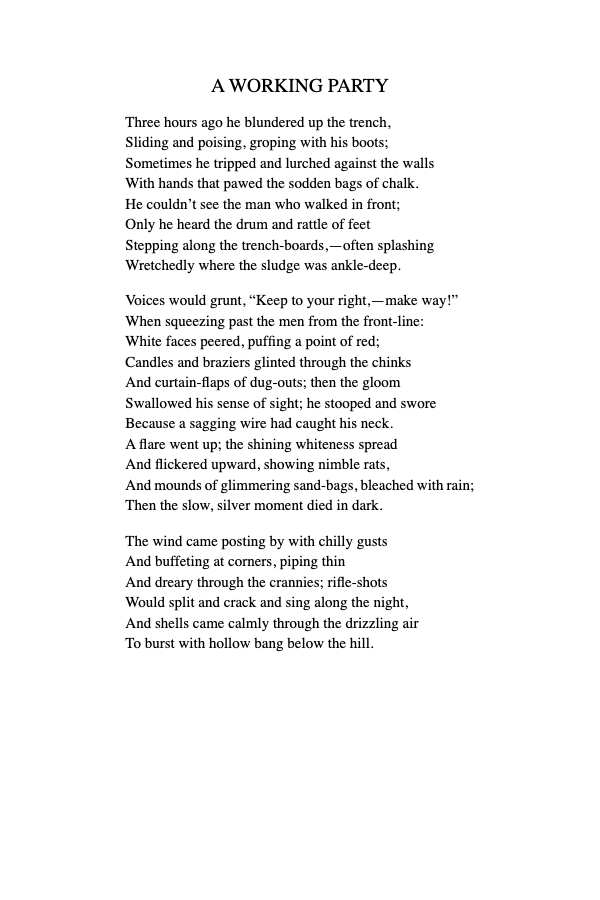 A WORKING PARTY
Three hours ago he blundered up the trench,
Sliding and poising, groping with his boots;
Sometimes he tripped and lurched against the walls
With hands that pawed the sodden bags of chalk.
He couldn’t see the man who walked in front;
Only he heard the drum and rattle of feet
Stepping along the trench-boards,—often splashing
Wretchedly where the sludge was ankle-deep.
Voices would grunt, “Keep to your right,—make way!”
When squeezing past the men from the front-line:
White faces peered, puffing a point of red;
Candles and braziers glinted through the chinks
And curtain-flaps of dug-outs; then the gloom
Swallowed his sense of sight; he stooped and swore
Because a sagging wire had caught his neck.
A flare went up; the shining whiteness spread
And flickered upward, showing nimble rats,
And mounds of glimmering sand-bags, bleached with rain;
Then the slow, silver moment died in dark.
The wind came posting by with chilly gusts
And buffeting at corners, piping thin
And dreary through the crannies; rifle-shots
Would split and crack and sing along the night,
And shells came calmly through the drizzling air
To burst with hollow bang below the hill.